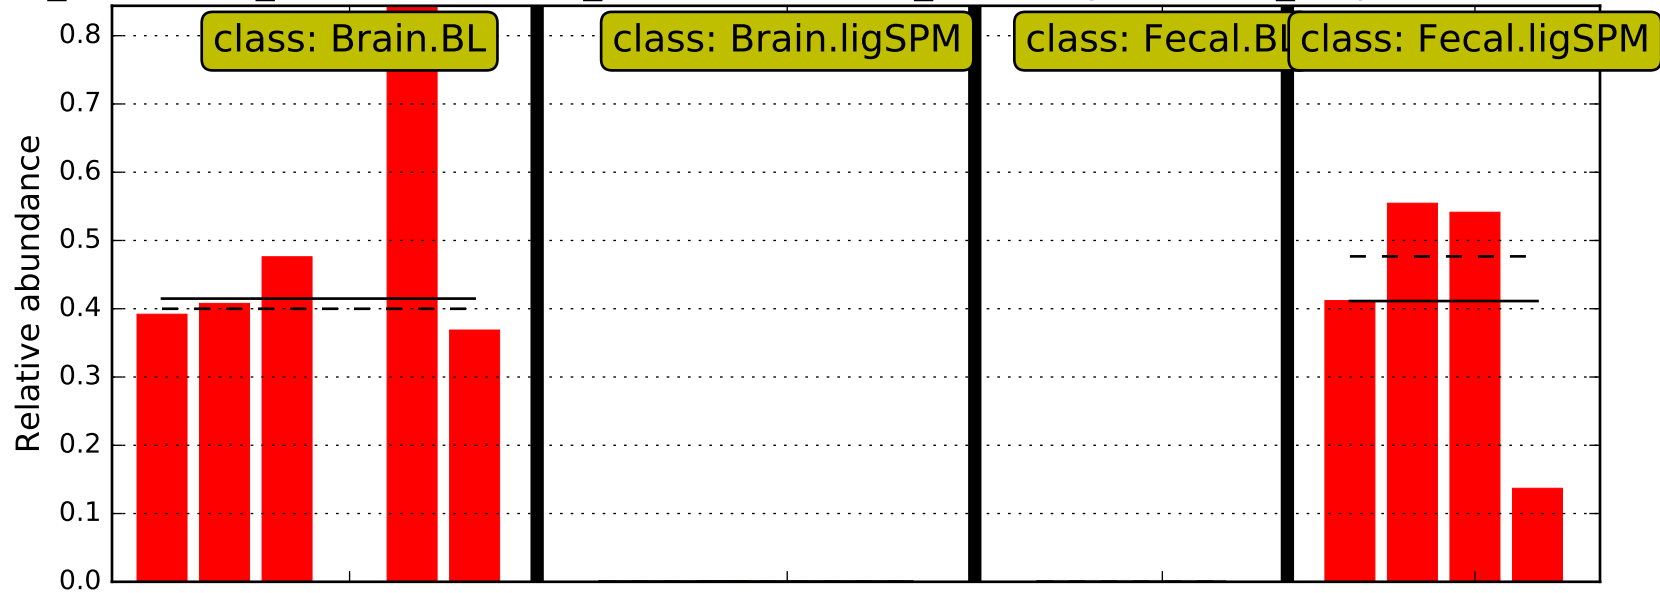 class: Brain.BL
class: Brain.ligSPM
class: Fecal.BL
class: Fecal.ligSPM
Relative abundance
0.8
0.7
0.6
0.5
0.4
0.3
0.2
0.1
0.0